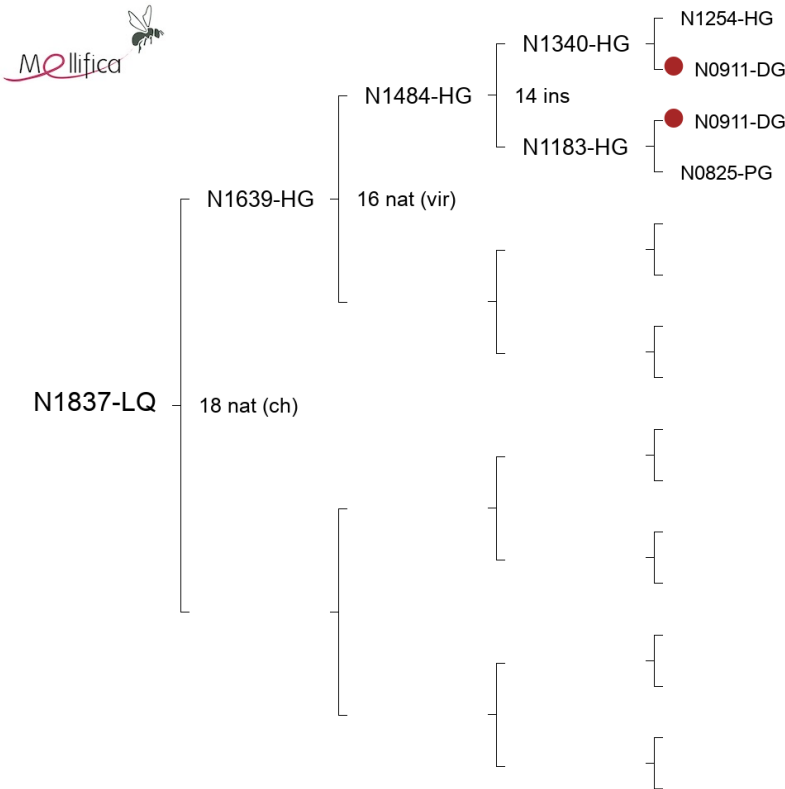 Mellifica
N1254-HG
N1340-HG
N0911-DG
N1484-HG
14 ins
N0911-DG
N1183-HG
N0825-PG
N1639-HG
16 nat (vir)
N1837-LQ
18 nat (ch)